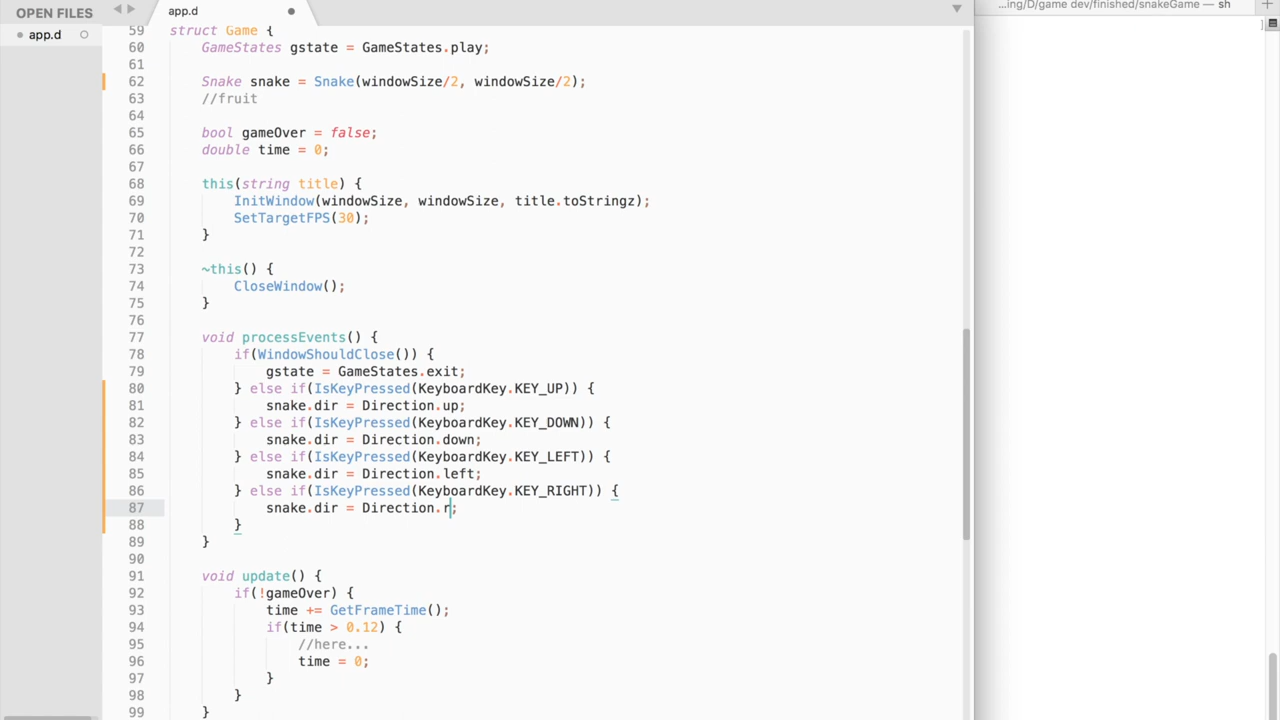 OPEN FILES
app.d
app.d
...ing/D/game dev/finished/snakeGame — sh
59 struct Game {
60 GameStates gstate = GameStates.play;
61
62 Snake snake = Snake(windowSize/2, windowSize/2);
63 //fruit
64
65 bool gameOver = false;
66 double time = 0;
67
68 this(string title) {
69 InitWindow(windowSize, windowSize, title.toStringz);
70 SetTargetFPS(30);
71 }
72
73 ~this() {
74 CloseWindow();
75 }
76
77 void processEvents() {
78 if(WindowShouldClose()) {
79 gstate = GameStates.exit;
80 } else if(IsKeyPressed(KeyboardKey.KEY_UP)) {
81 snake.dir = Direction.up;
82 } else if(IsKeyPressed(KeyboardKey.KEY_DOWN)) {
83 snake.dir = Direction.down;
84 } else if(IsKeyPressed(KeyboardKey.KEY_LEFT)) {
85 snake.dir = Direction.left;
86 } else if(IsKeyPressed(KeyboardKey.KEY_RIGHT)) {
87 snake.dir = Direction.r;
88 }
89 }
90
91 void update() {
92 if(!gameOver) {
93 time += GetFrameTime();
94 if(time > 0.12) {
95 //here...
96 time = 0;
97 }
98 }
99 }